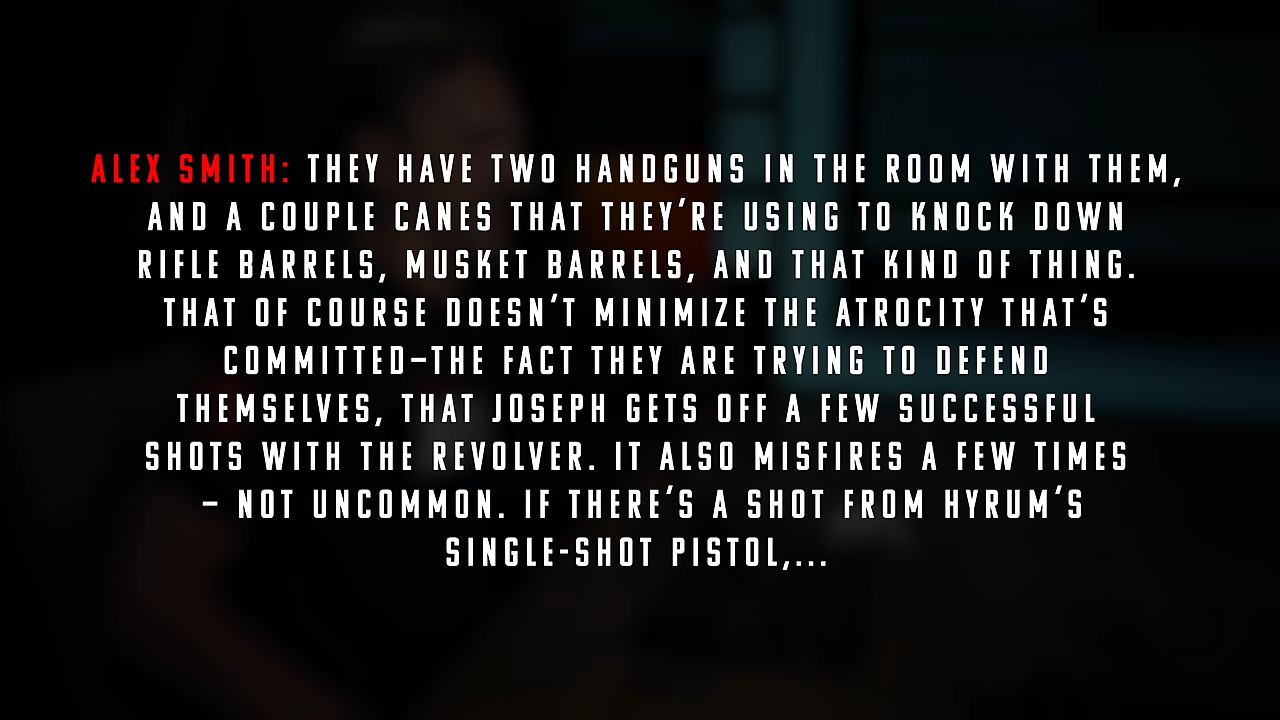 ALEX SMITH: THEY HAVE TWO HANDGUNS IN THE ROOM WITH THEM,
AND A COUPLE CANES THAT THEY'RE USING TO KNOCK DOWN
RIFLE BARRELS, MUSKET BARRELS, AND THAT KIND OF THING.
THAT OF COURSE DOESN'T MINIMIZE THE ATROCITY THAT'S
COMMITTED–THE FACT THEY ARE TRYING TO DEFEND
THEMSELVES, THAT JOSEPH GETS OFF A FEW SUCCESSFUL
SHOTS WITH THE REVOLVER. IT ALSO MISFIRES A FEW TIMES
– NOT UNCOMMON. IF THERE'S A SHOT FROM HYRUM'S
SINGLE-SHOT PISTOL,...